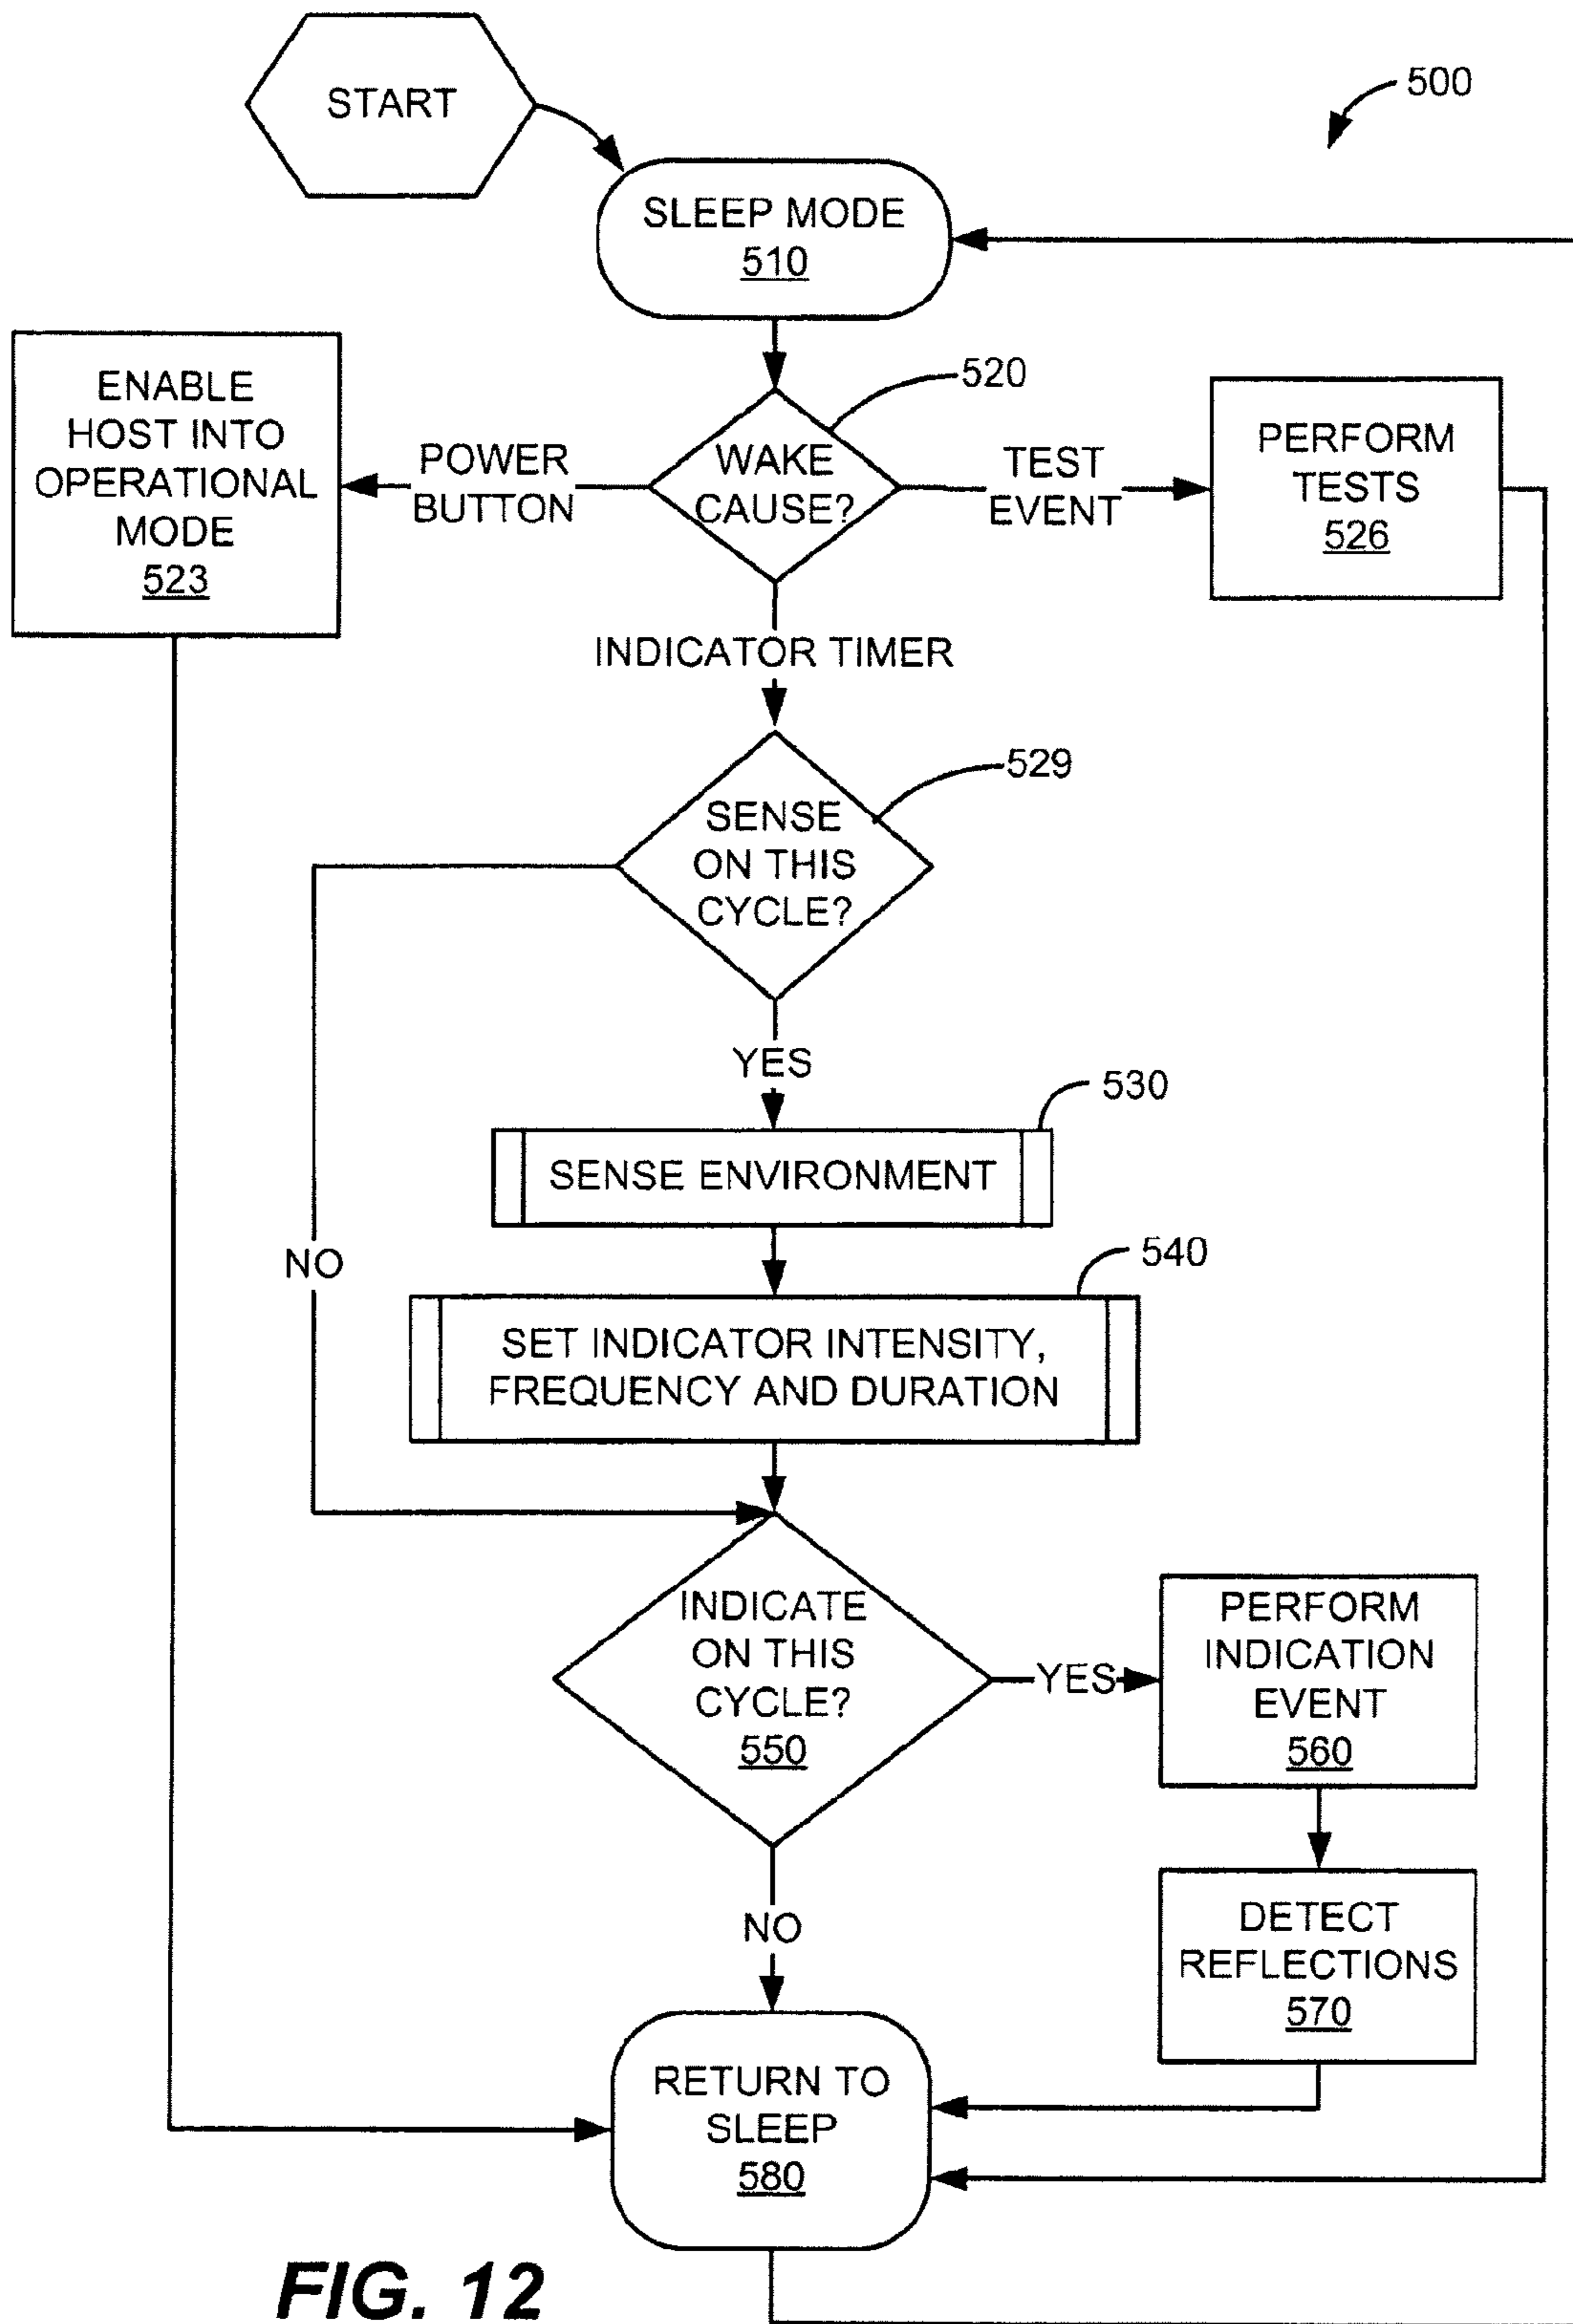 START
500
SLEEP MODE
510
520
ENABLE
HOST INTO
OPERATIONAL
MODE
523
POWER
BUTTON
WAKE
CAUSE?
TEST
EVENT
PERFORM
TESTS
526
INDICATOR TIMER
529
SENSE
ON THIS
CYCLE?
YES
530
SENSE ENVIRONMENT
NO
540
SET INDICATOR INTENSITY,
FREQUENCY AND DURATION
INDICATE
ON THIS
CYCLE?
550
YES
PERFORM
INDICATION
EVENT
560
NO
DETECT
REFLECTIONS
570
RETURN TO
SLEEP
580
FIG. 12